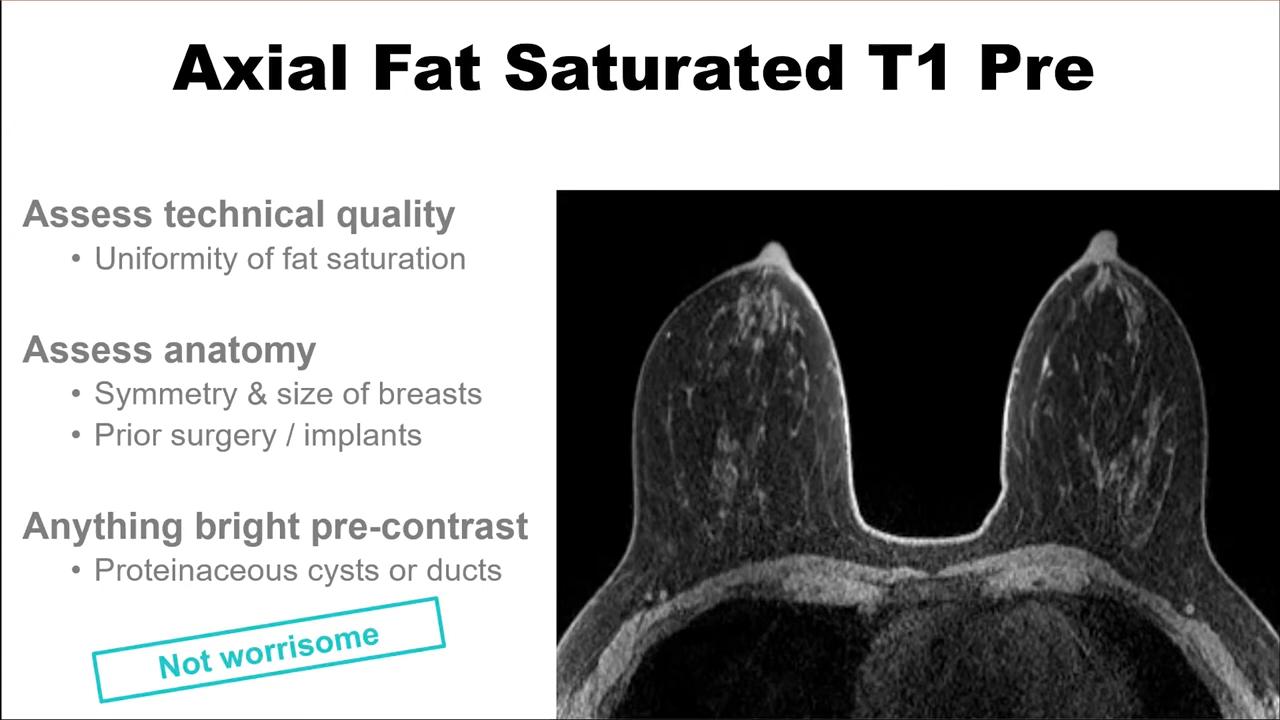 Axial Fat Saturated T1 Pre
Assess technical quality
• Uniformity of fat saturation
Assess anatomy
• Symmetry & size of breasts
• Prior surgery / implants
Anything bright pre-contrast
• Proteinaceous cysts or ducts
Not worrisome